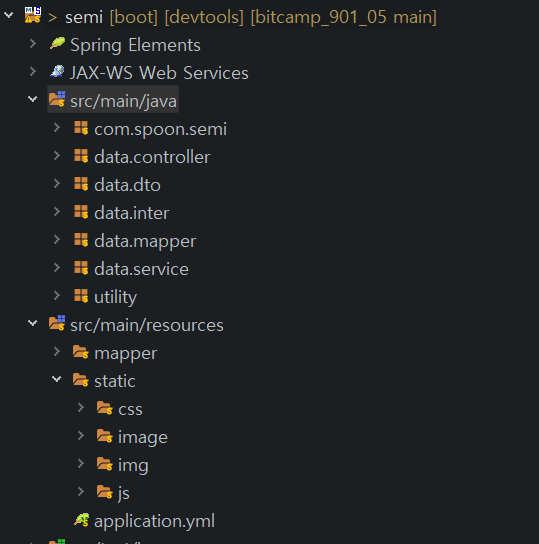 > semi [boot] [devtools] [bitcamp_901_05 main]
Spring Elements
JAX-WS Web Services
src/main/java
com.spoon.semi
data.controller
data.dto
data.inter
data.mapper
data.service
utility
src/main/resources
mapper
static
css
image
img
js
application.yml